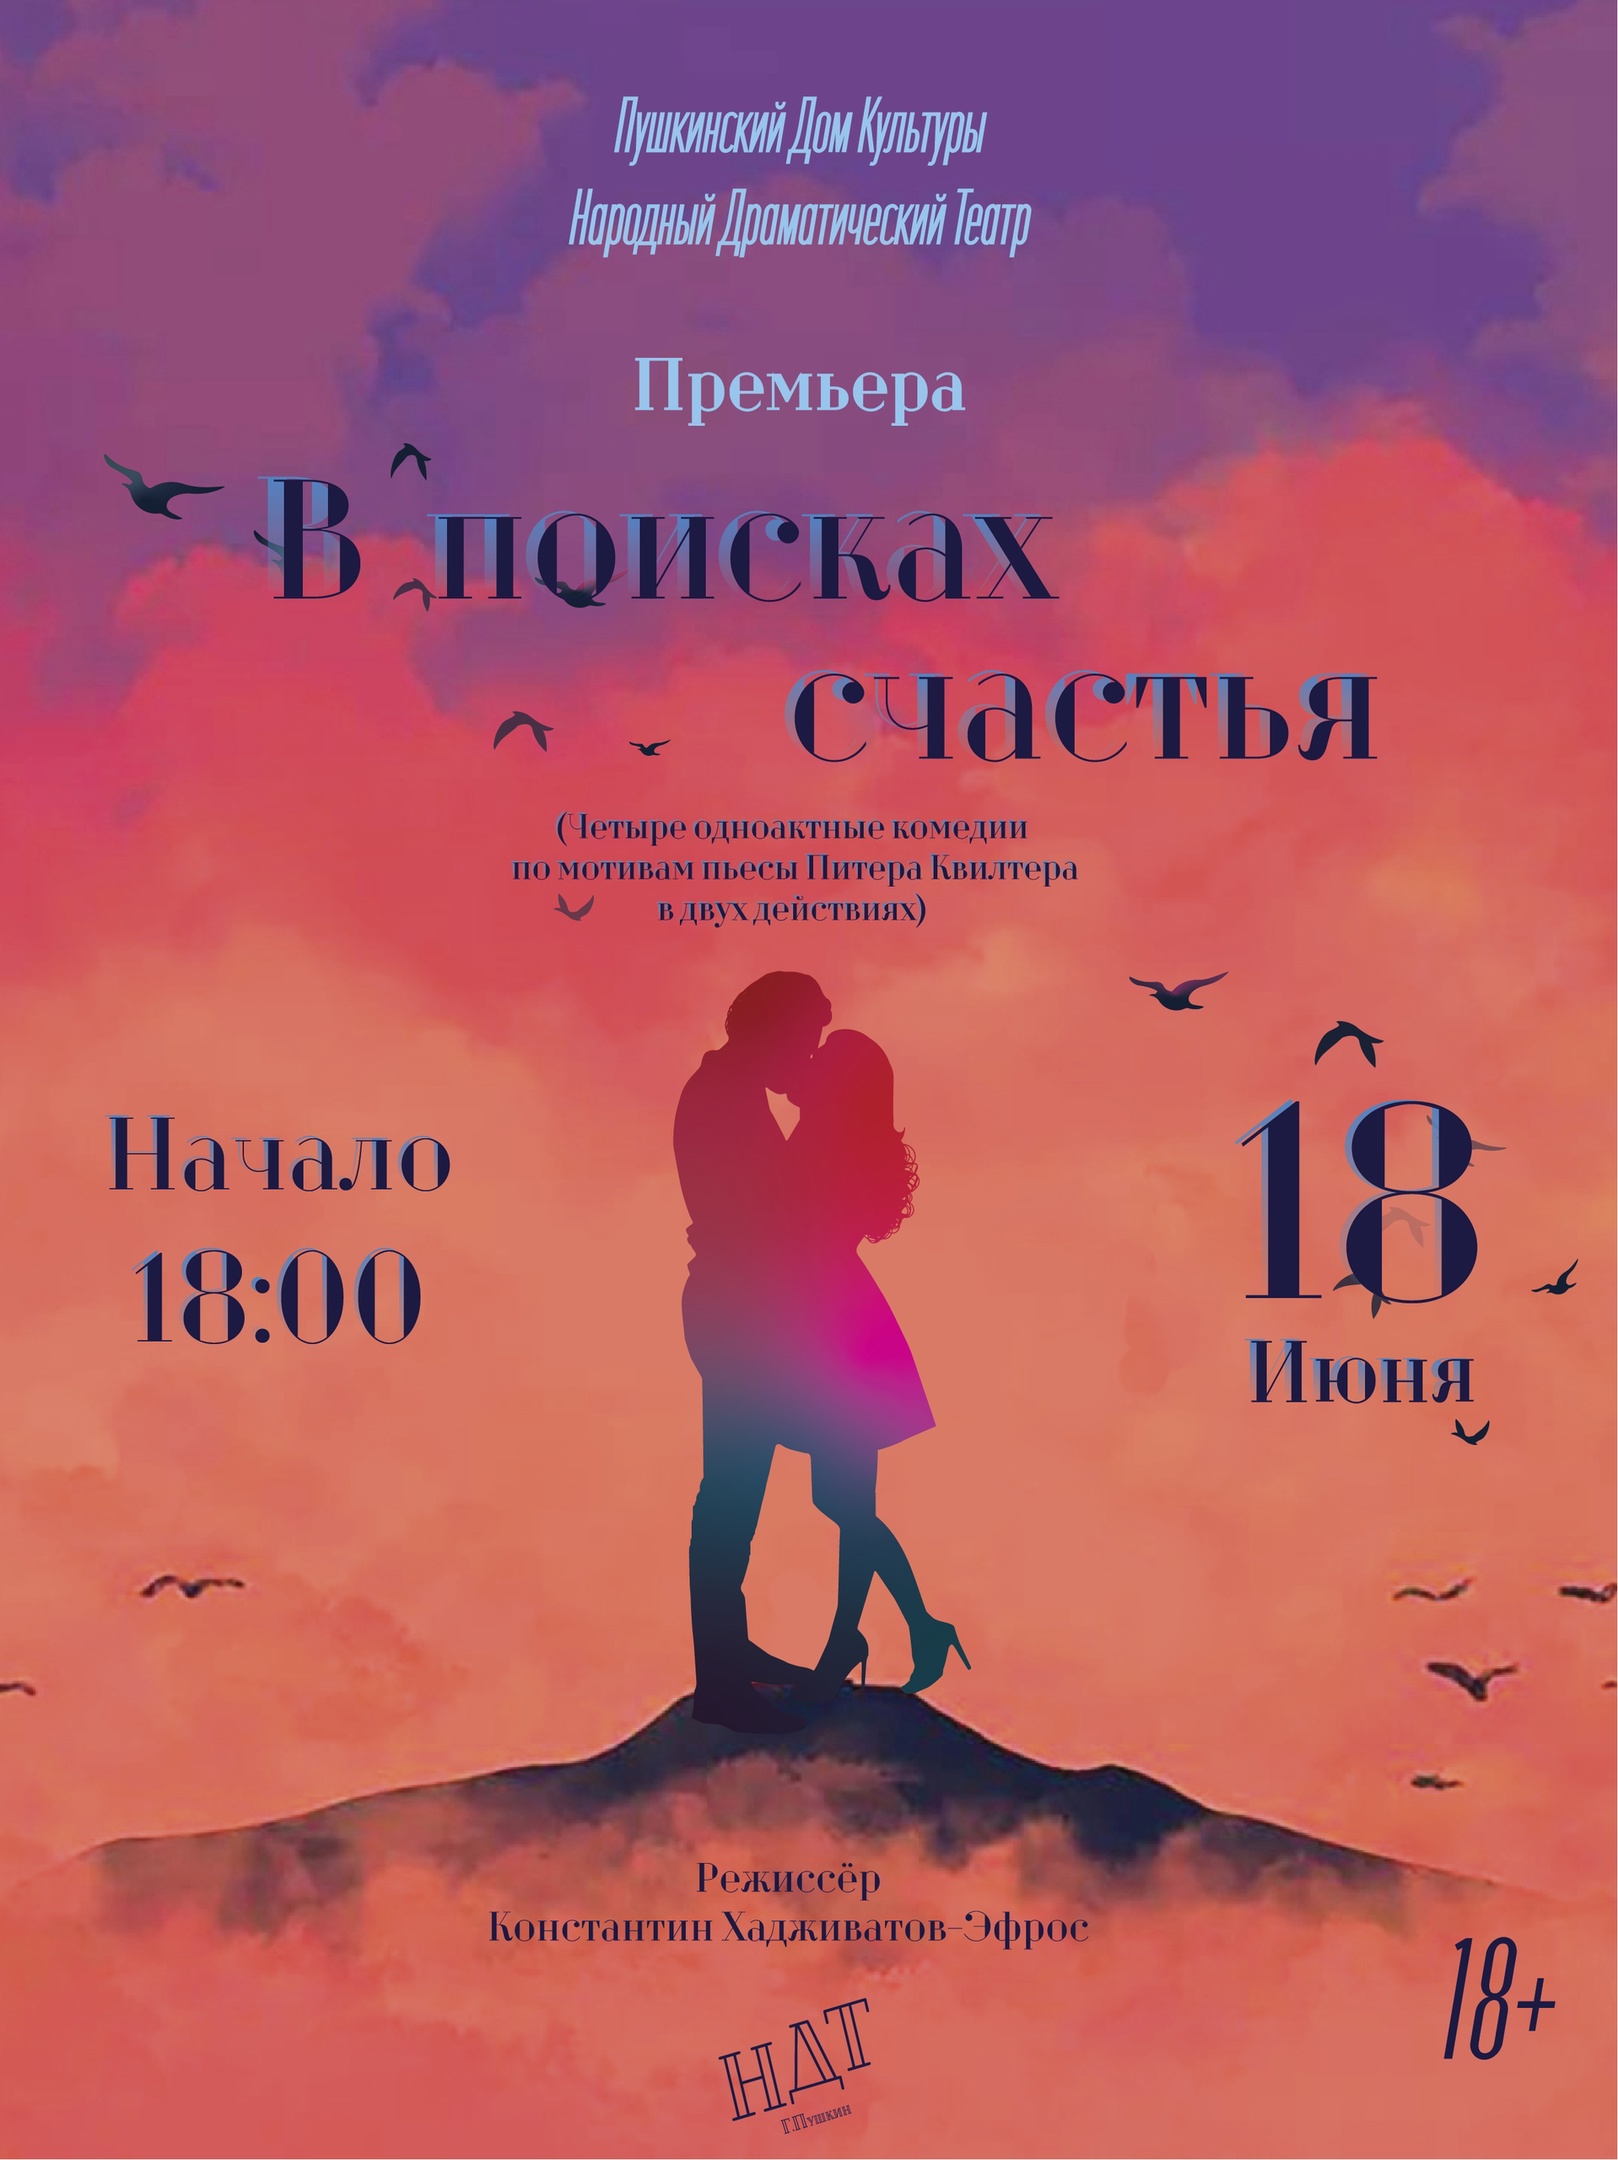 Пушкинский Дом Культуры
Народный Драматический Театр
Премьера
В поисках
счастья
(Четыре одноактные комедии
по мотивам пьесы Питера Квилтера
в двух действиях)
Начало
18:00
18
Июня
Режиссёр
Константин Хадживатов-Эфрос
18+
НДТ
Г.Пушкин